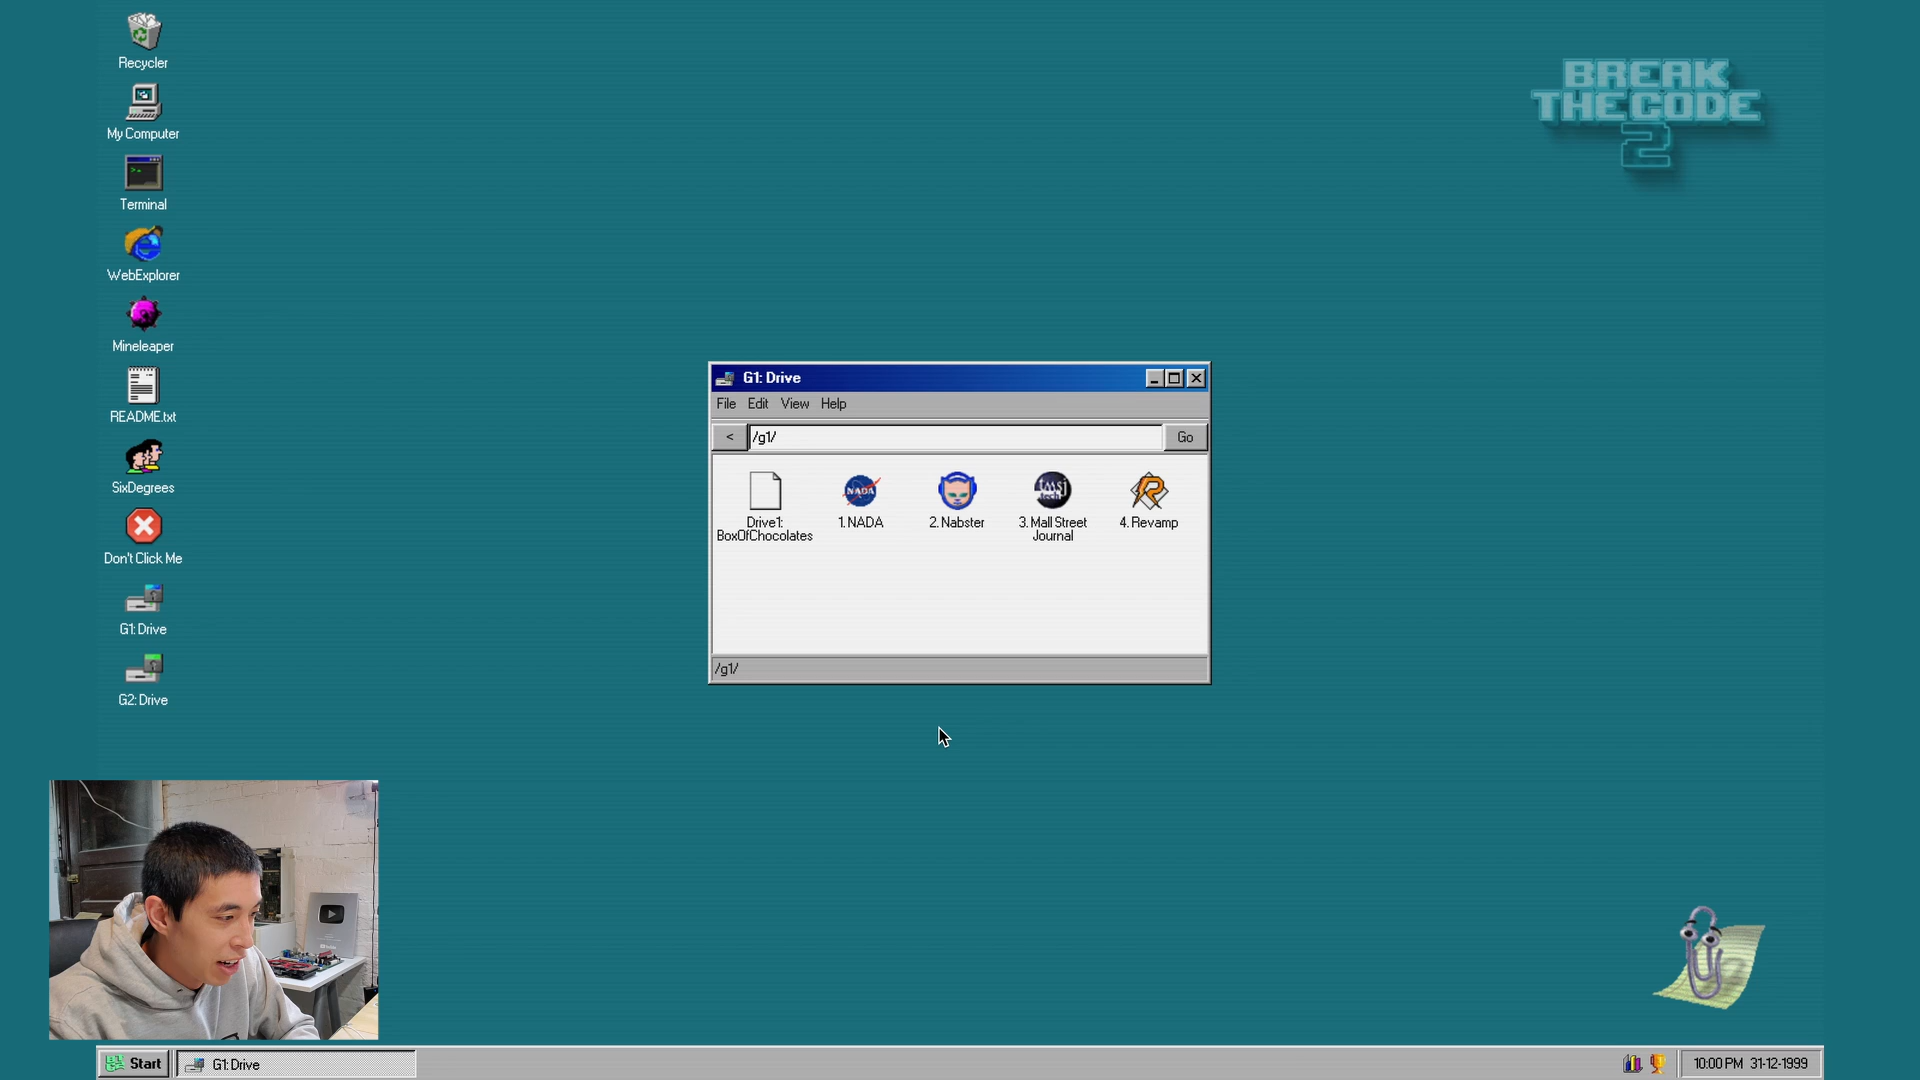 Recycler
My Computer
Terminal
WebExplorer
Mineleaper
README.txt
SixDegrees
Don't Click Me
G1: Drive
G2: Drive
BREAK
THE CODE
2
G1: Drive
File Edit View Help
< /g1/ Go
Drive1:
BoxOfChocolates
1. NADA
2. Nabster
3. Mall Street
Journal
4. Revamp
/g1/
Start
G1: Drive
10:00 PM 31-12-1999